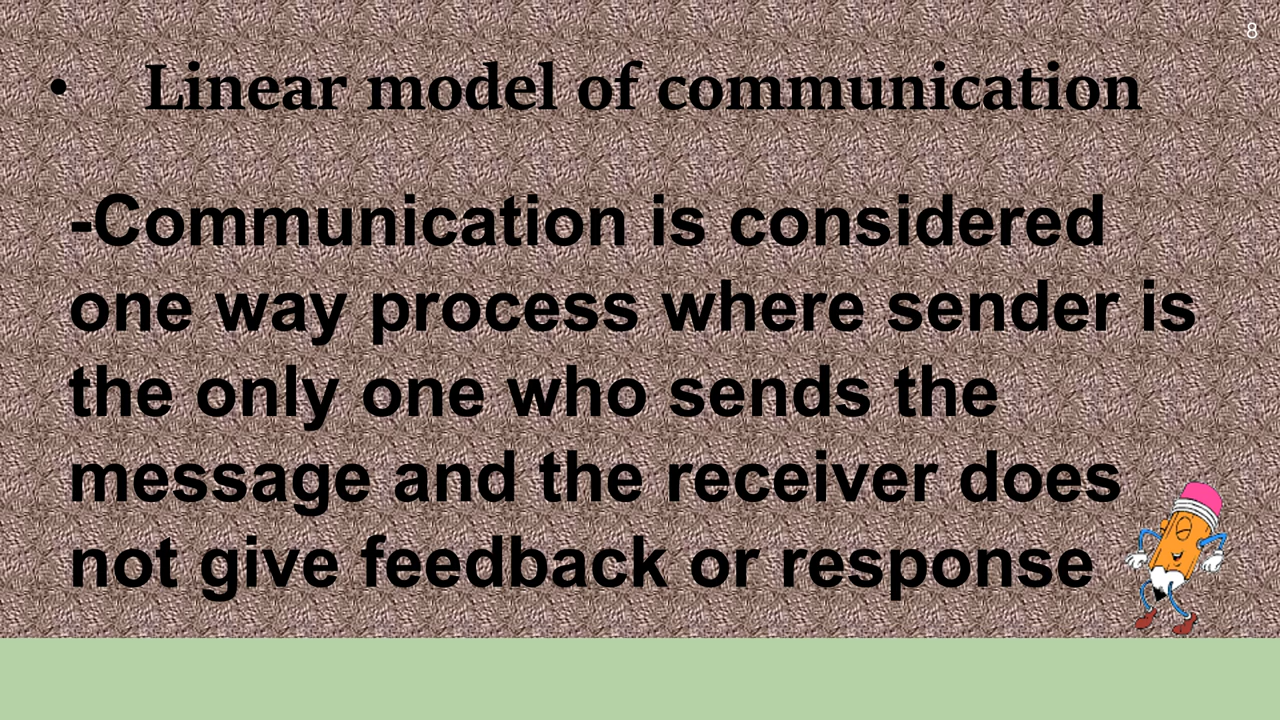 8
• Linear model of communication
-Communication is considered
one way process where sender is
the only one who sends the
message and the receiver does
not give feedback or response